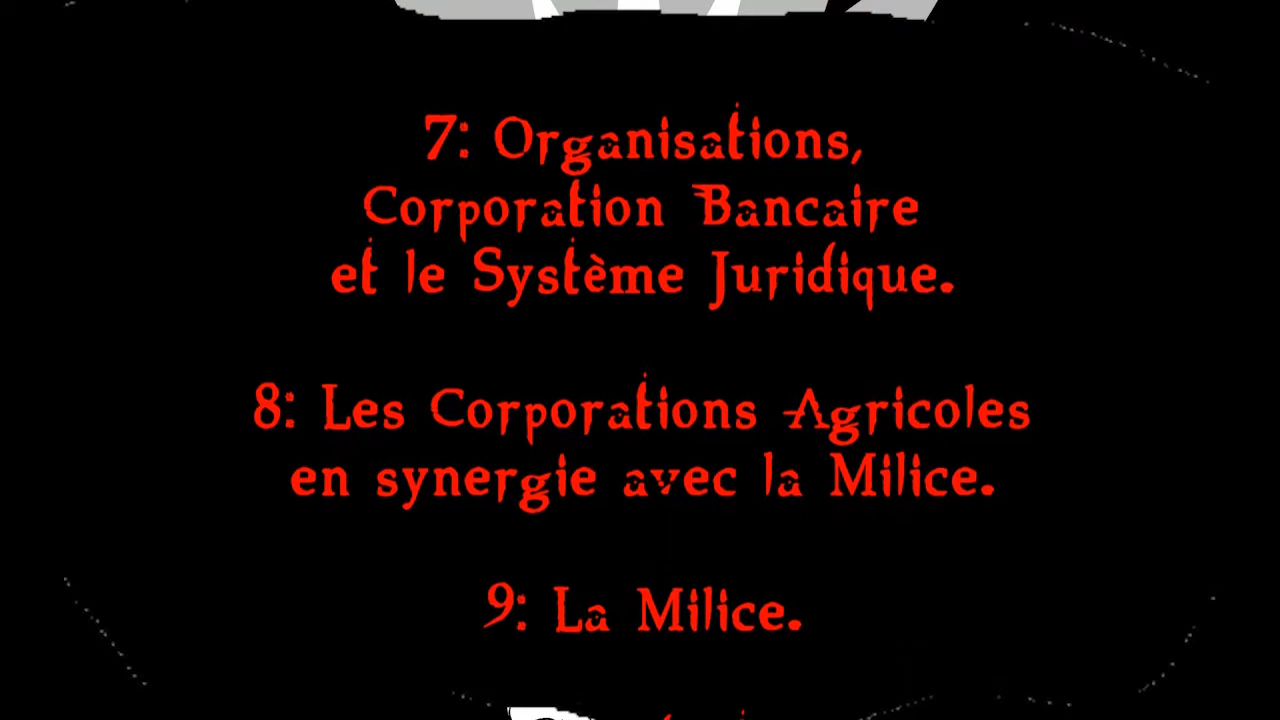 7: Organisations,
Corporation Bancaire
et le Système Juridique.
8: Les Corporations Agricoles
en synergie avec la Milice.
9: La Milice.